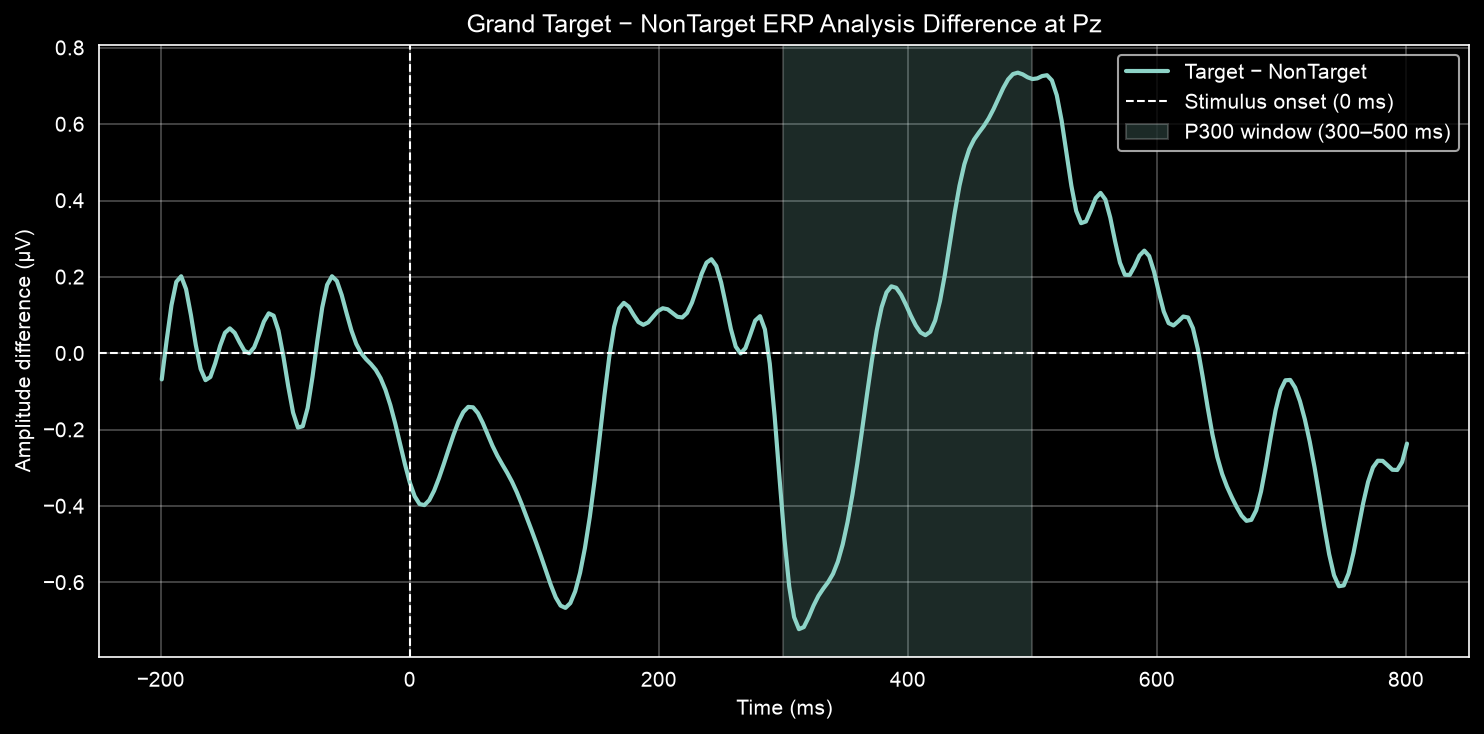 Grand Target − NonTarget ERP Analysis Difference at Pz
Target − NonTarget
Stimulus onset (0 ms)
P300 window (300–500 ms)
Amplitude difference (µV)
0.8
0.6
0.4
0.2
0.0
−0.2
−0.4
−0.6
−200
0
200
400
600
800
Time (ms)